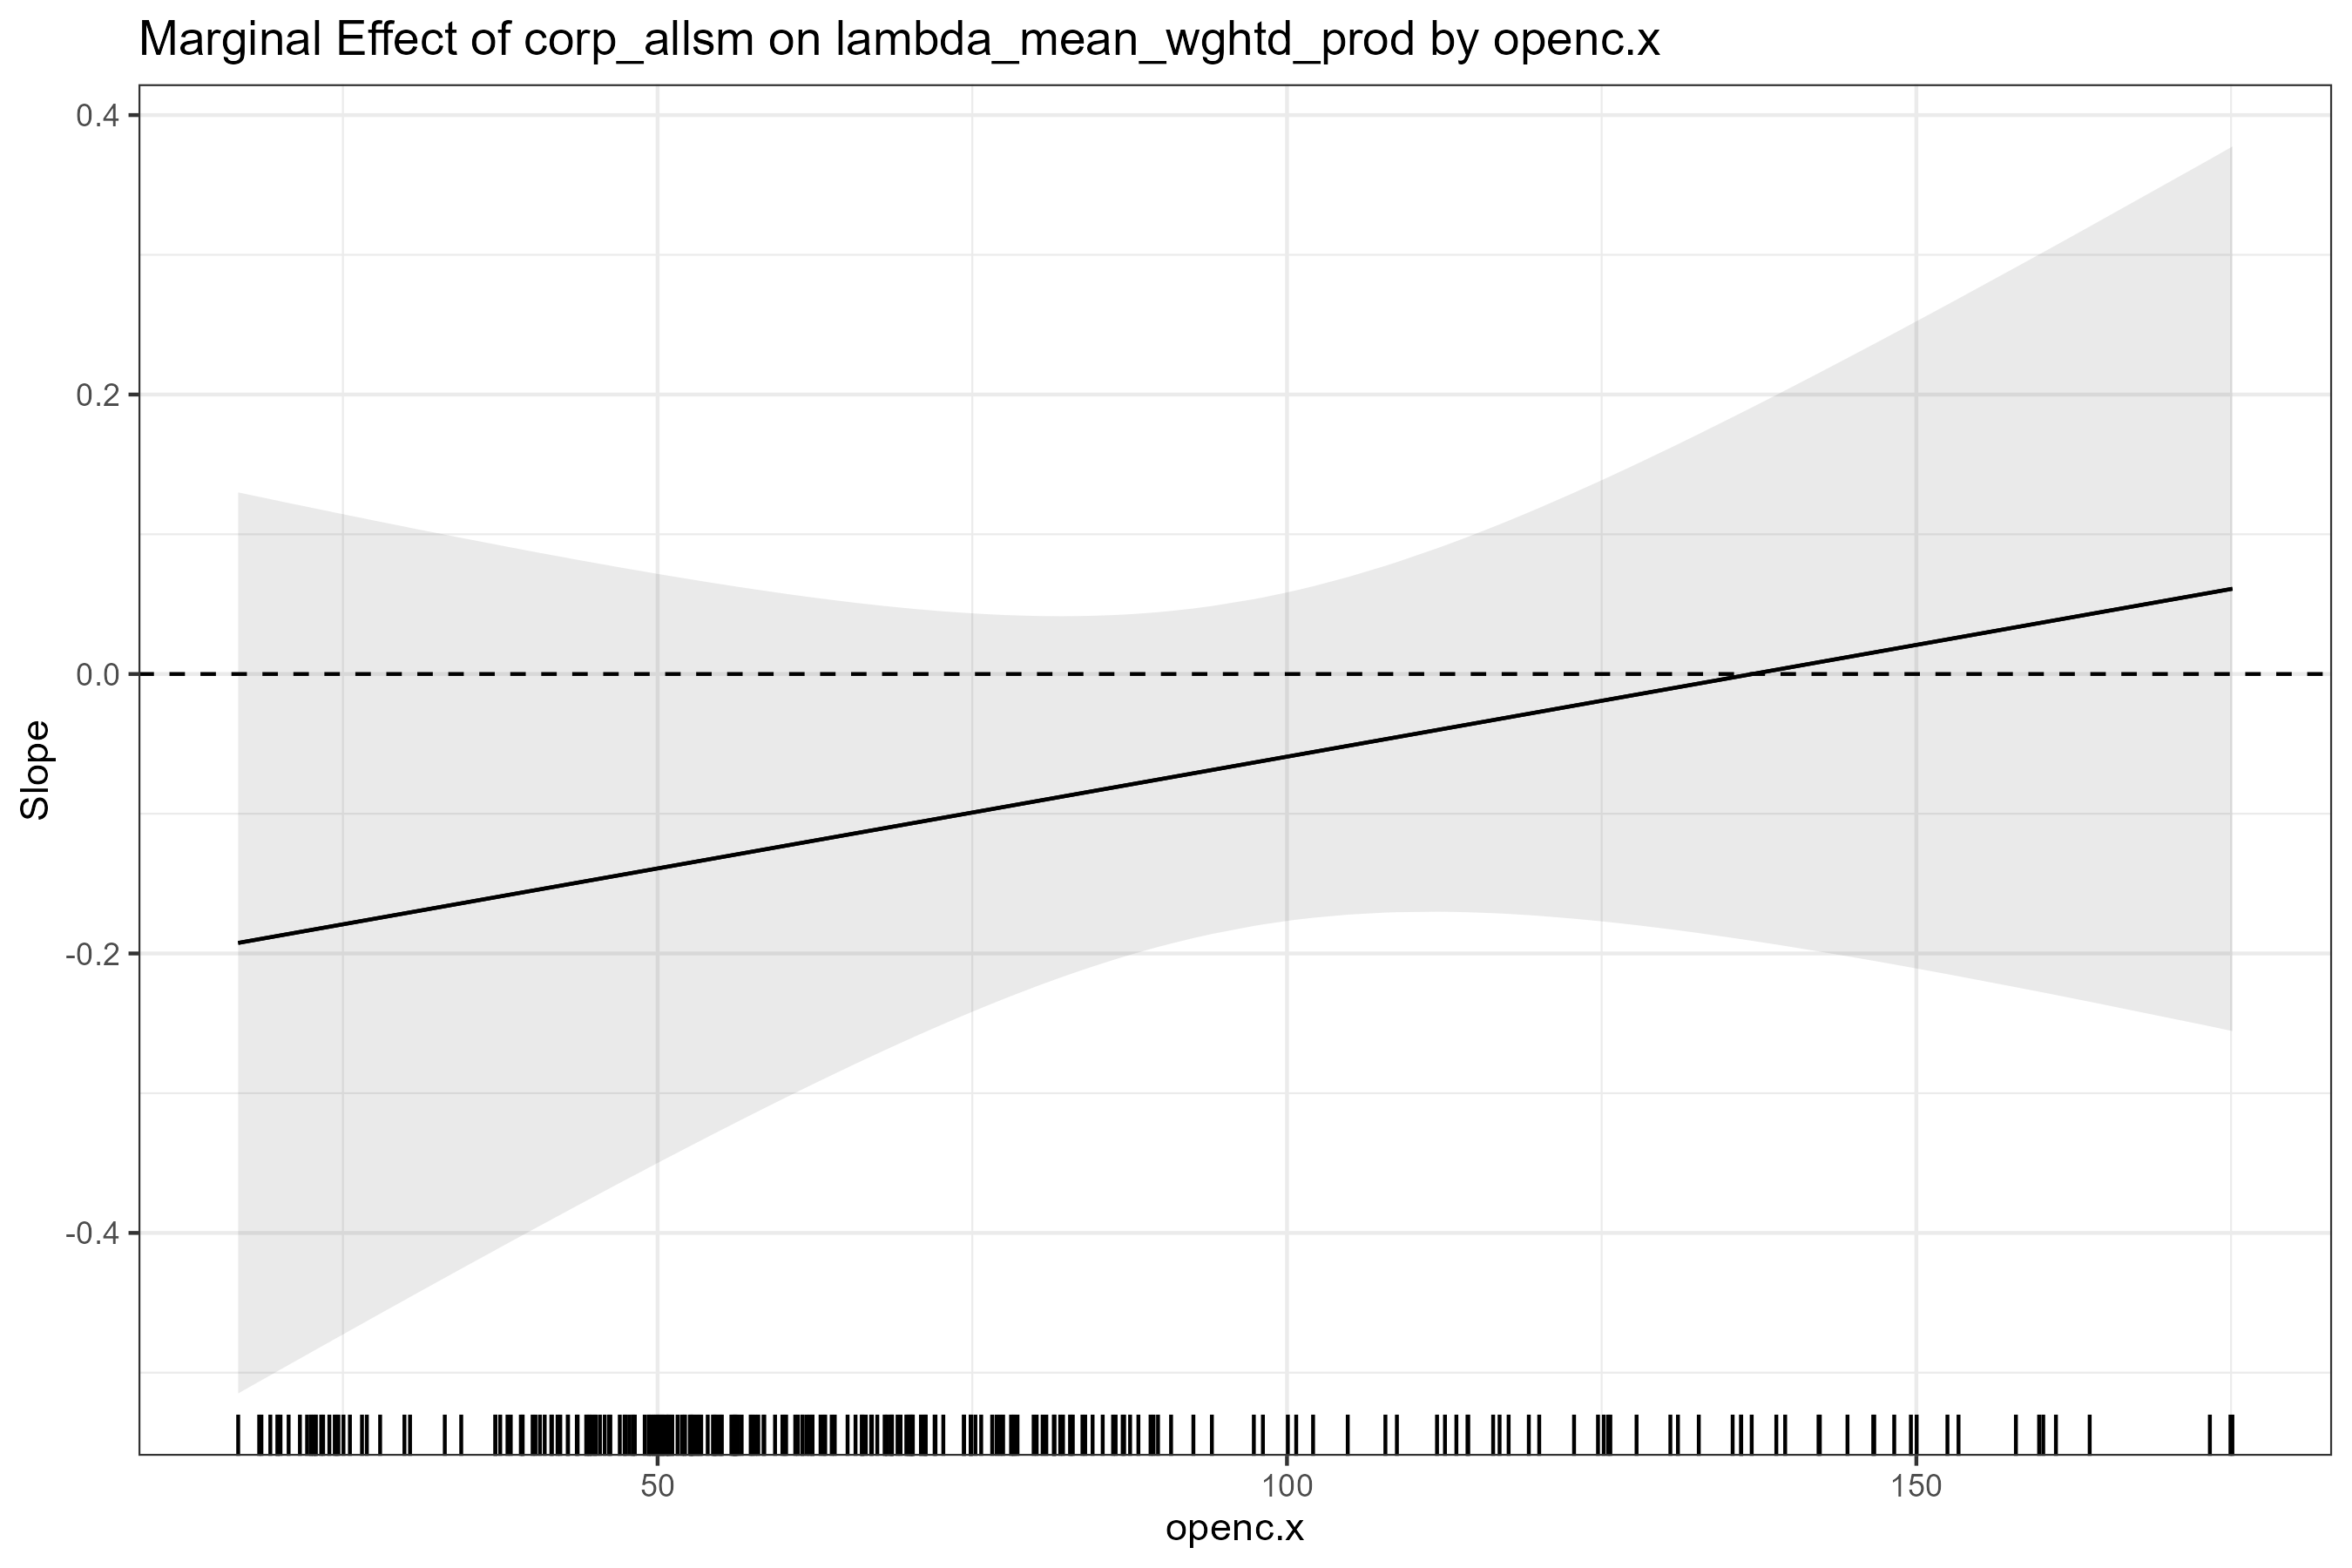 Marginal Effect of corp_allsm on lambda_mean_wghtd_prod by openc.x
0.4
0.2
0.0
-0.2
-0.4
Slope
50
100
150
openc.x